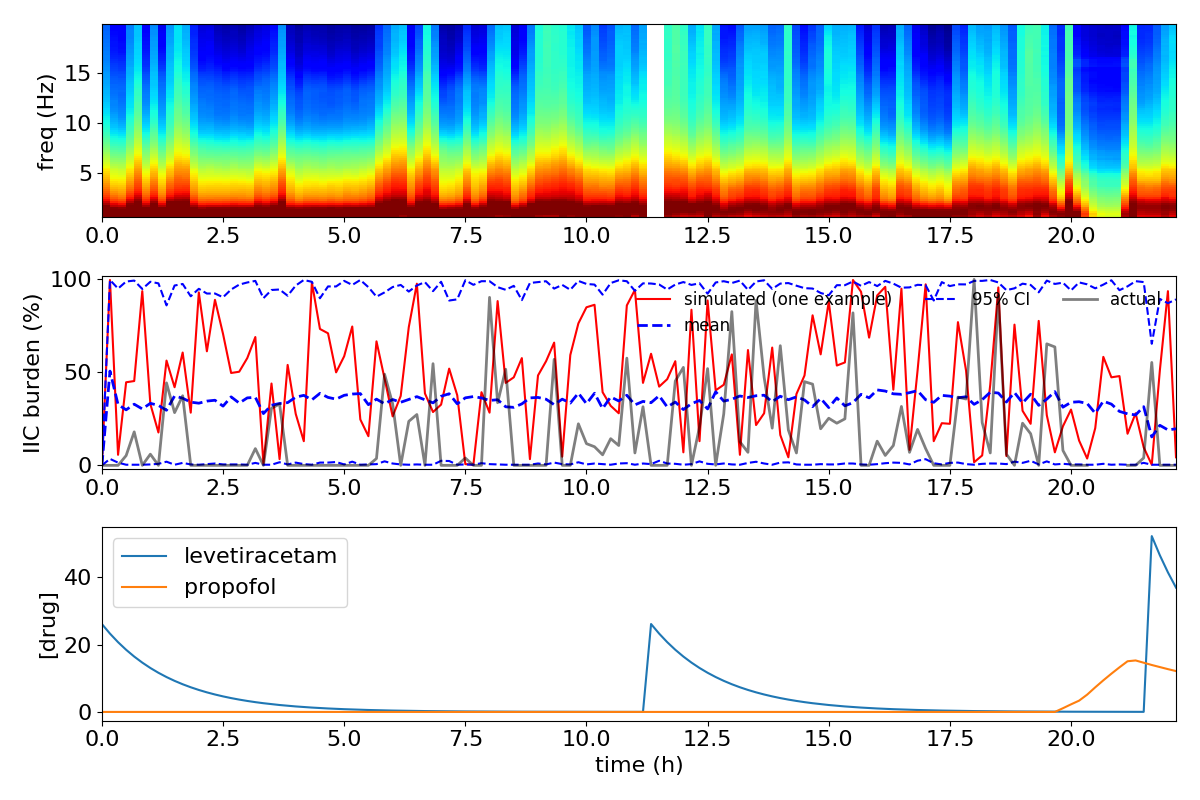 freq (Hz)
15
10
5
0.0 2.5 5.0 7.5 10.0 12.5 15.0 17.5 20.0
IIC burden (%)
100
50
0
simulated (one example) 95% CI actual
mean
0.0 2.5 5.0 7.5 10.0 12.5 15.0 17.5 20.0
[drug]
40
20
0
levetiracetam
propofol
0.0 2.5 5.0 7.5 10.0 12.5 15.0 17.5 20.0
time (h)